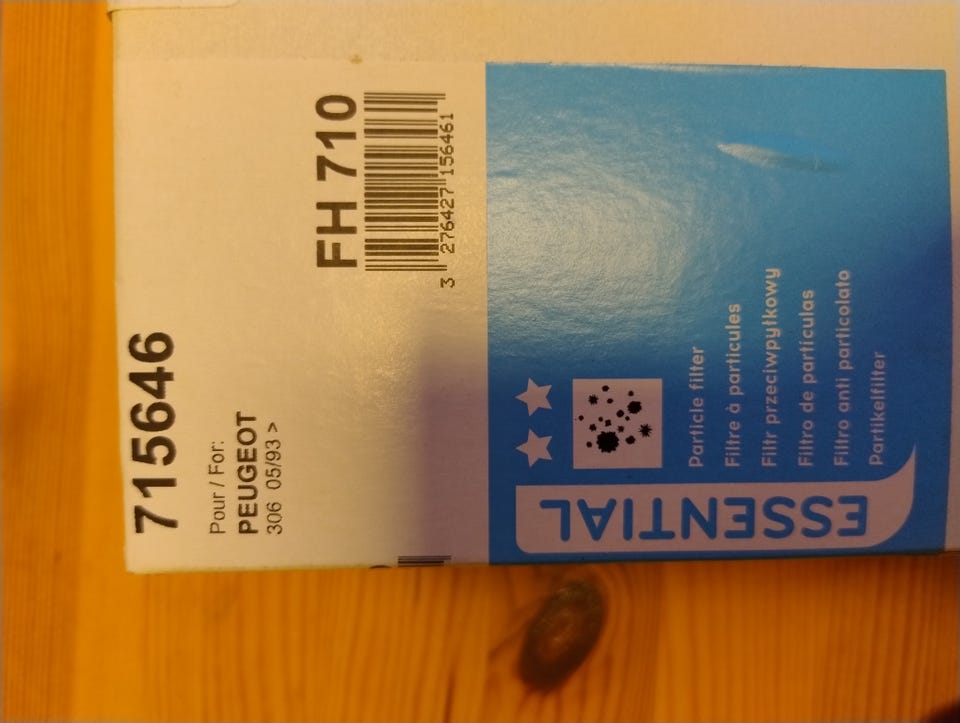 715646
Pour / For:
PEUGEOT
306 05/93 >
FH 710
3 276427 156461
ESSENTIAL
Particle filter
Filtre à particules
Filtr przeciwpyłkowy
Filtro de partículas
Filtro anti particolato
Partikelfilter